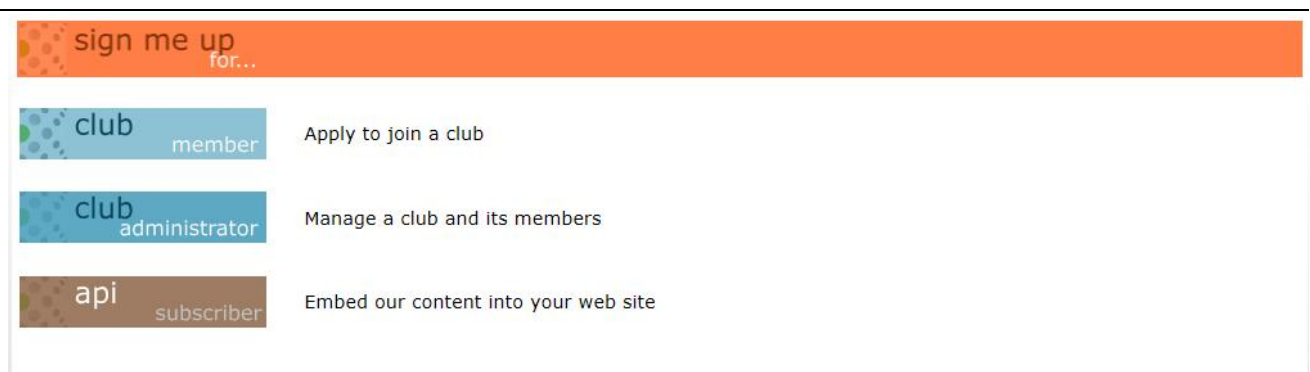 sign me up
for...
club
member
Apply to join a club
club
administrator
Manage a club and its members
api
subscriber
Embed our content into your web site